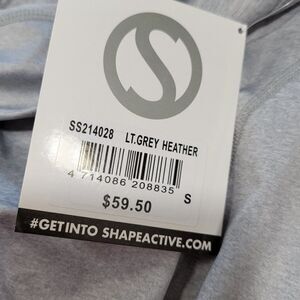 SS214028 LT.GREY HEATHER
4 714086 208835 S
$59.50
#GETINTO SHAPEACTIVE.COM